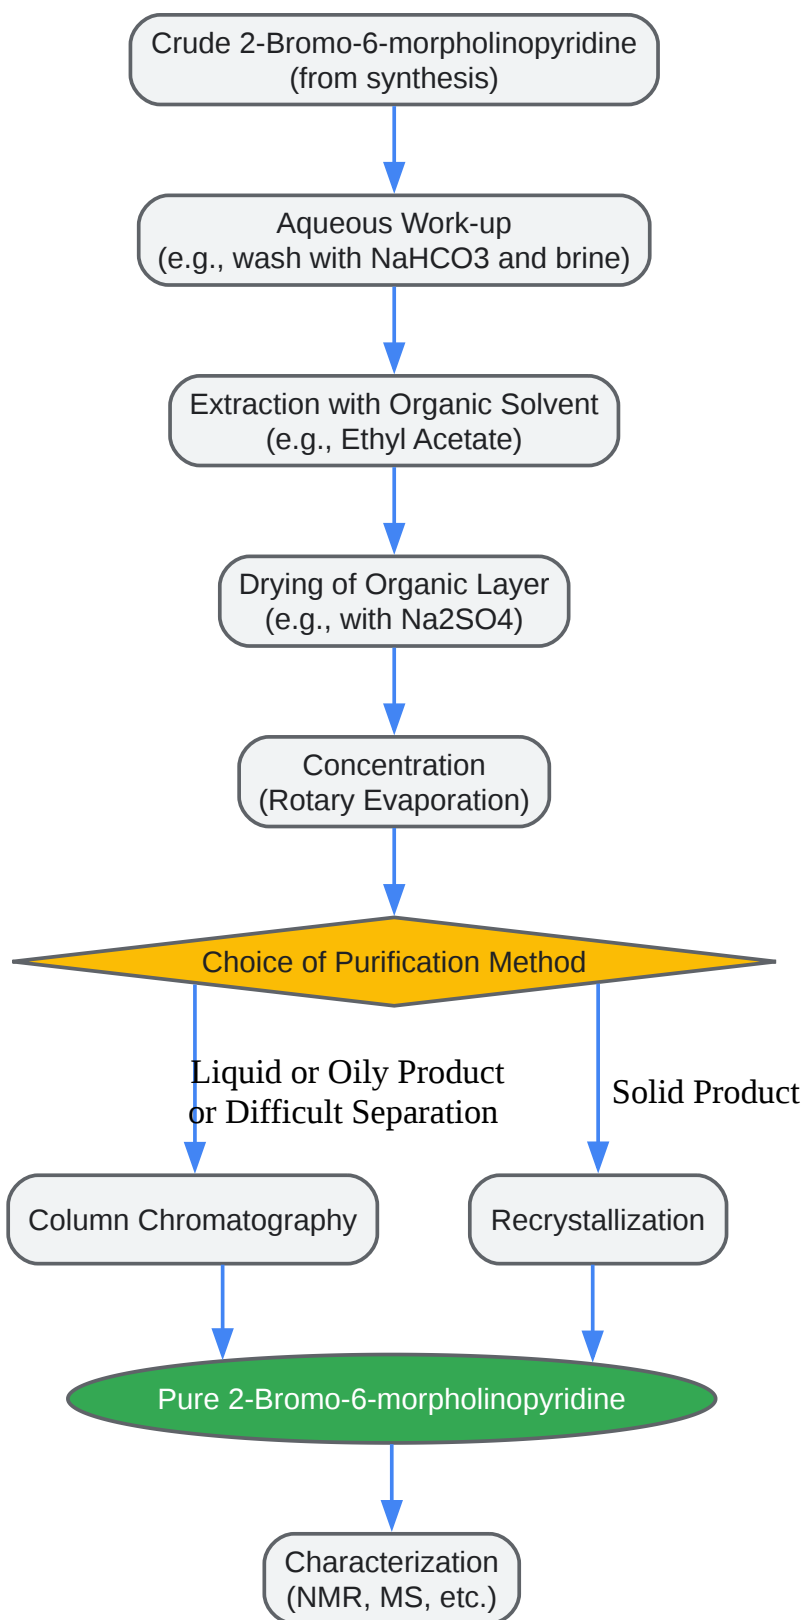 Crude 2-Bromo-6-morpholinopyridine
(from synthesis)
Aqueous Work-up
(e.g., wash with NaHCO3 and brine)
Extraction with Organic Solvent
(e.g., Ethyl Acetate)
Drying of Organic Layer
(e.g., with Na2SO4)
Concentration
(Rotary Evaporation)
Choice of Purification Method
Liquid or Oily Product
or Difficult Separation
Solid Product
Column Chromatography
Recrystallization
Pure 2-Bromo-6-morpholinopyridine
Characterization
(NMR, MS, etc.)